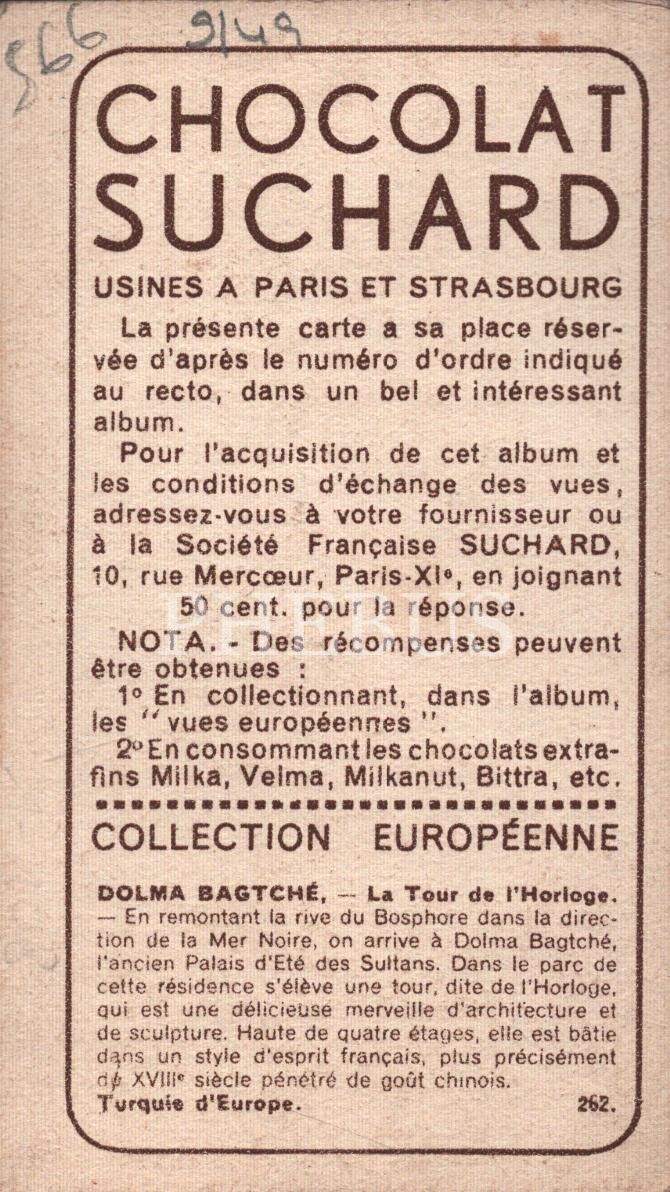 566 9/49
CHOCOLAT
SUCHARD
USINES A PARIS ET STRASBOURG
La présente carte a sa place réser-
vée d'après le numéro d'ordre indiqué
au recto, dans un bel et intéressant
album.
Pour l'acquisition de cet album et
les conditions d'échange des vues,
adressez-vous à votre fournisseur ou
à la Société Française SUCHARD,
10, rue Mercœur, Paris-XIe, en joignant
50 cent. pour la réponse.
NOTA. - Des récompenses peuvent
être obtenues :
1º En collectionnant, dans l'album,
les " vues européennes ".
2º En consommant les chocolats extra-
fins Milka, Velma, Milkanut, Bittra, etc.
COLLECTION EUROPÉENNE
DOLMA BAGTCHÉ, — La Tour de l'Horloge.
— En remontant la rive du Bosphore dans la direc-
tion de la Mer Noire, on arrive à Dolma Bagtché,
l'ancien Palais d'Eté des Sultans. Dans le parc de
cette résidence s'élève une tour, dite de l'Horloge,
qui est une délicieuse merveille d'architecture et
de sculpture. Haute de quatre étages, elle est bâtie
dans un style d'esprit français, plus précisément
du XVIIIe siècle pénétré de goût chinois.
Turquie d'Europe. 262.